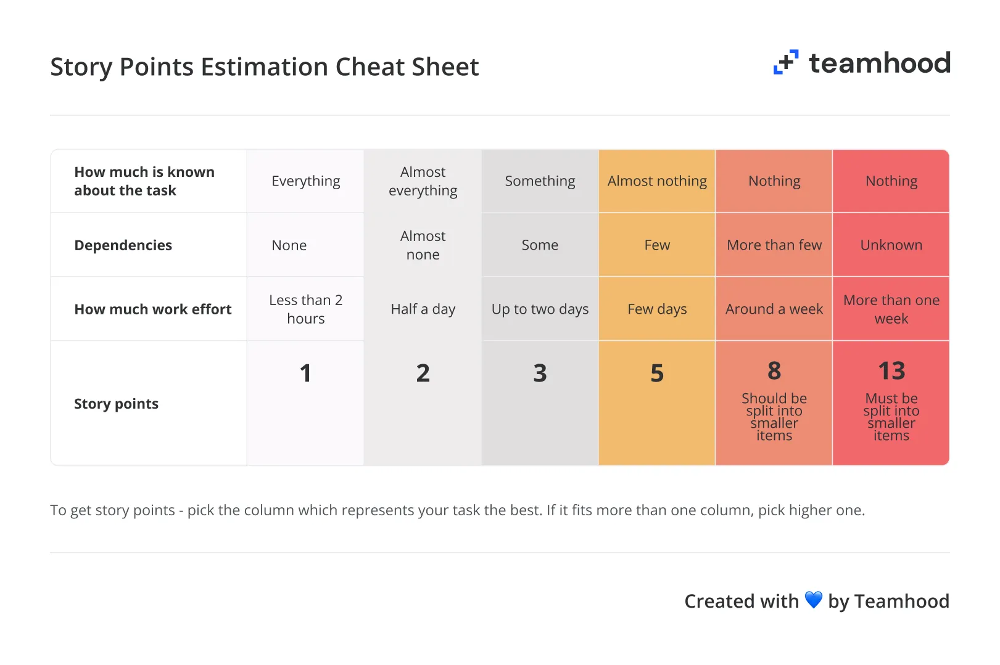 Story Points Estimation Cheat Sheet
teamhood
How much is known
about the task
Everything
Almost
everything
Something
Almost nothing
Nothing
Nothing
Dependencies
None
Almost
none
Some
Few
More than few
Unknown
How much work effort
Less than 2
hours
Half a day
Up to two days
Few days
Around a week
More than one
week
Story points
1
2
3
5
8
Should be
split into
smaller
items
13
Must be
split into
smaller
items
To get story points - pick the column which represents your task the best. If it fits more than one column, pick higher one.
Created with 💙 by Teamhood